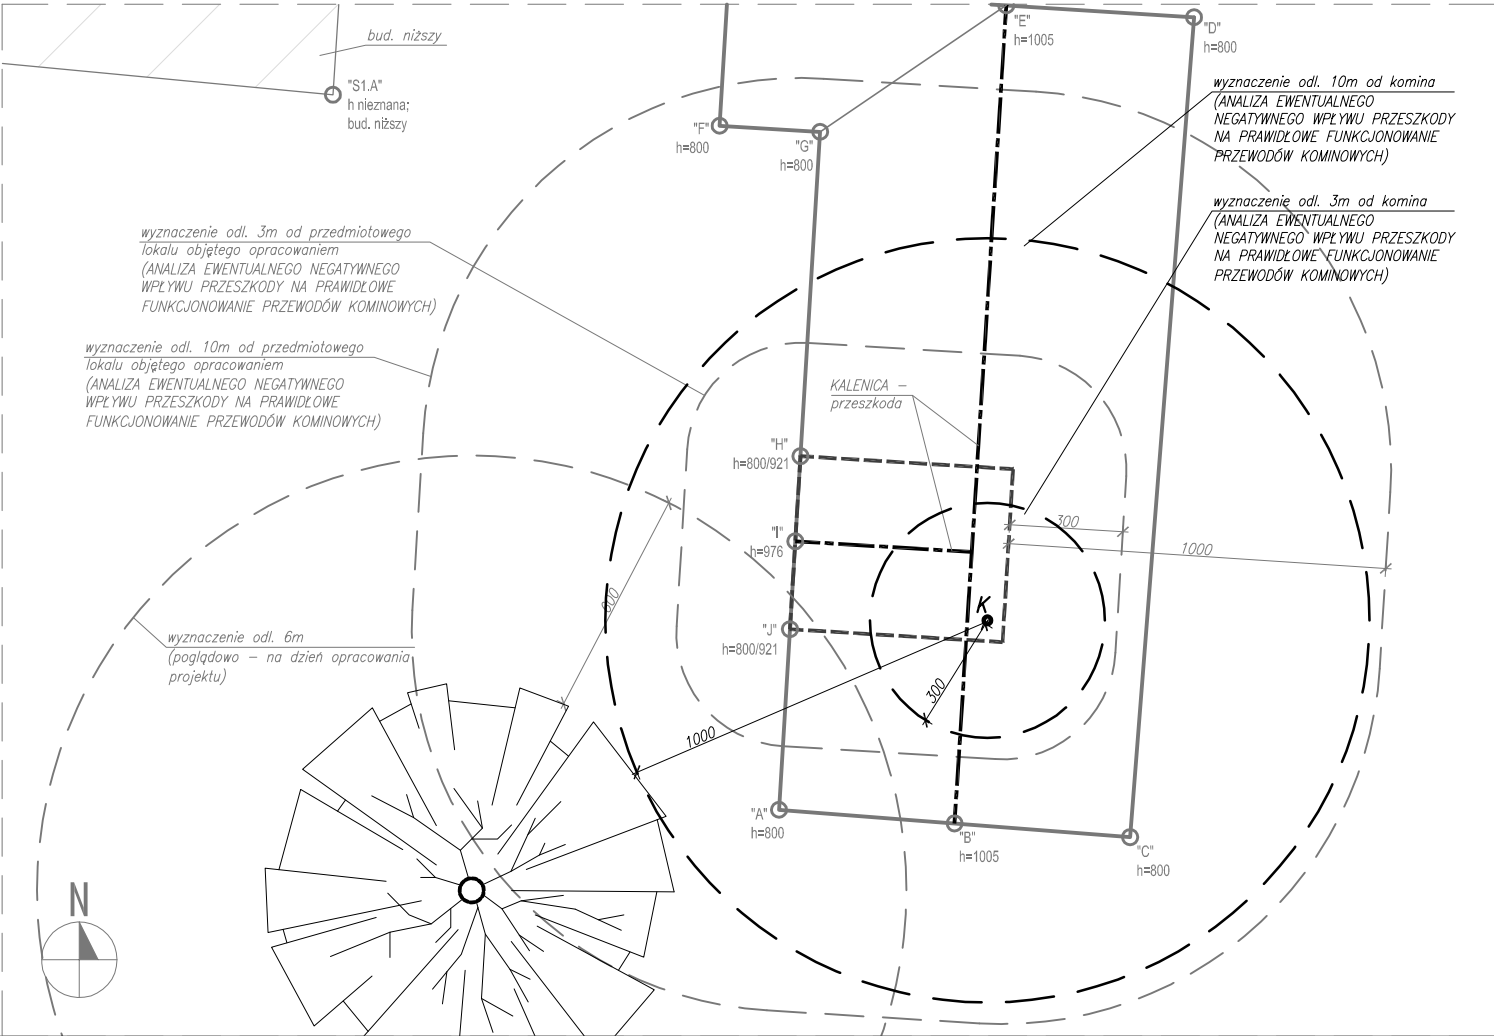 bud. niższy
"S1.A"
h nieznana;
bud. niższy
"E"
h=1005
"D"
h=800
"F"
h=800
"G"
h=800
wyznaczenie odl. 10m od komina
(ANALIZA EWENTUALNEGO
NEGATYWNEGO WPŁYWU PRZESZKODY
NA PRAWIDŁOWE FUNKCJONOWANIE
PRZEWODÓW KOMINOWYCH)
wyznaczenie odl. 3m od komina
(ANALIZA EWENTUALNEGO
NEGATYWNEGO WPŁYWU PRZESZKODY
NA PRAWIDŁOWE FUNKCJONOWANIE
PRZEWODÓW KOMINOWYCH)
wyznaczenie odl. 3m od przedmiotowego
lokalu objętego opracowaniem
(ANALIZA EWENTUALNEGO NEGATYWNEGO
WPŁYWU PRZESZKODY NA PRAWIDŁOWE
FUNKCJONOWANIE PRZEWODÓW KOMINOWYCH)
wyznaczenie odl. 10m od przedmiotowego
lokalu objętego opracowaniem
(ANALIZA EWENTUALNEGO NEGATYWNEGO
WPŁYWU PRZESZKODY NA PRAWIDŁOWE
FUNKCJONOWANIE PRZEWODÓW KOMINOWYCH)
KALENICA –
przeszkoda
"H"
h=800/921
"I"
h=976
300
1000
600
K
"J"
h=800/921
wyznaczenie odl. 6m
(poglądowo – na dzień opracowania
projektu)
300
1000
"A"
h=800
"B"
h=1005
"C"
h=800
N